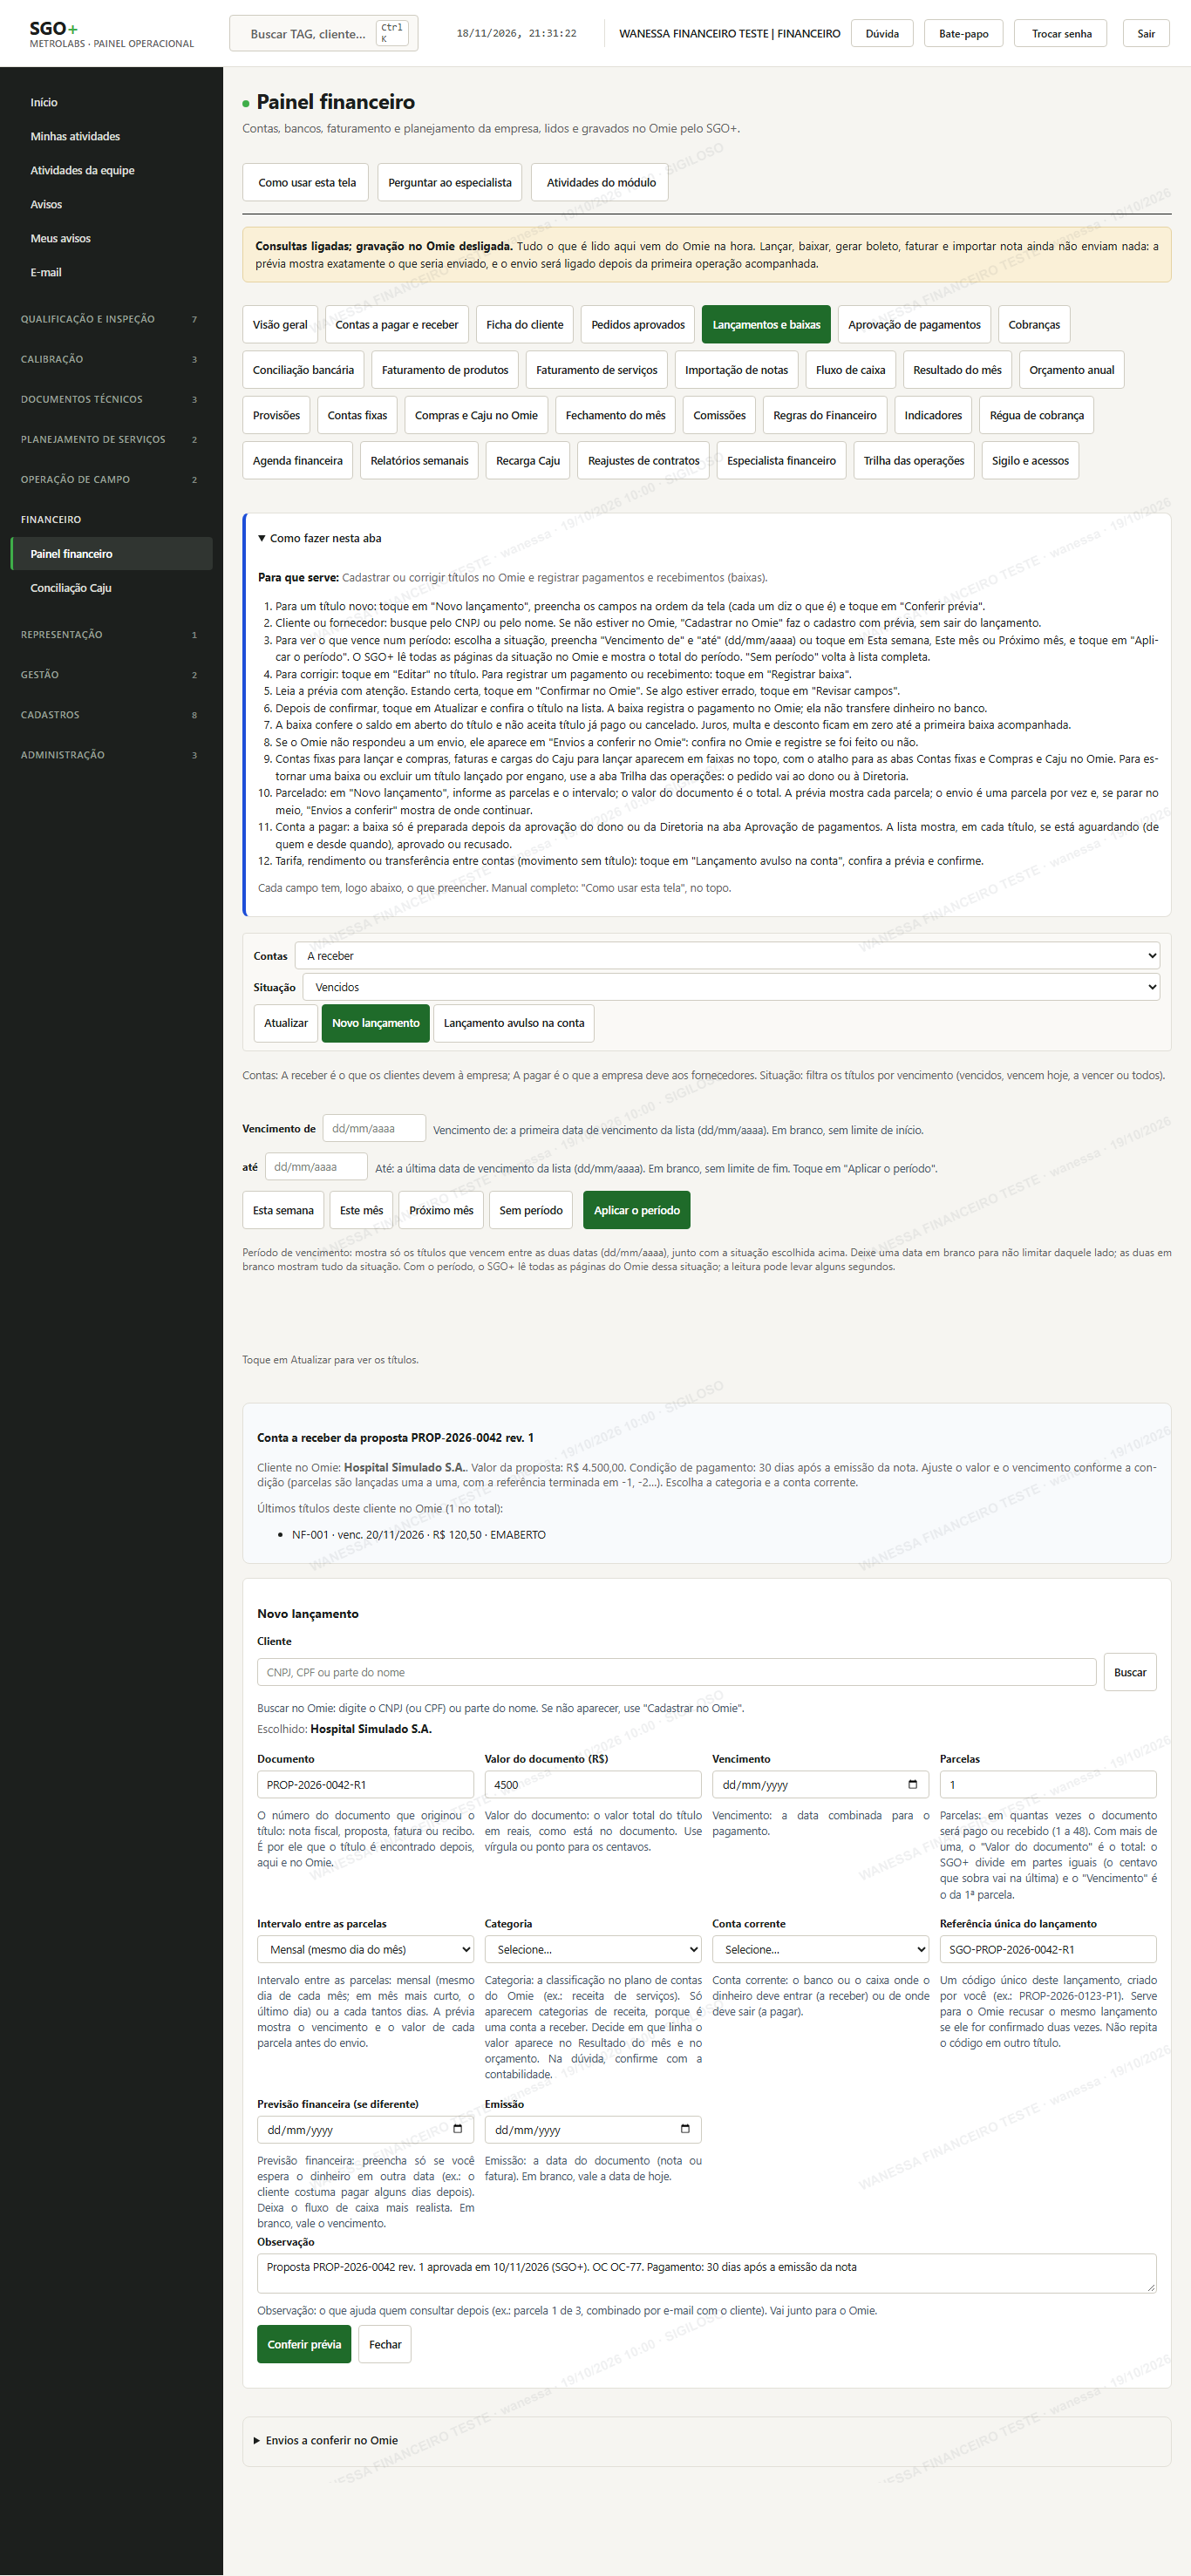 SGO+
METROLABS · PAINEL OPERACIONAL
Buscar TAG, cliente...
Ctrl
K
18/11/2026, 21:31:22
WANESSA FINANCEIRO TESTE | FINANCEIRO
Dúvida
Bate-papo
Trocar senha
Sair
Início
Minhas atividades
Atividades da equipe
Avisos
Meus avisos
E-mail
QUALIFICAÇÃO E INSPEÇÃO 7
CALIBRAÇÃO 3
DOCUMENTOS TÉCNICOS 3
PLANEJAMENTO DE SERVIÇOS 2
OPERAÇÃO DE CAMPO 2
FINANCEIRO
Painel financeiro
Conciliação Caju
REPRESENTAÇÃO 1
GESTÃO 2
CADASTROS 8
ADMINISTRAÇÃO 3
Painel financeiro
Contas, bancos, faturamento e planejamento da empresa, lidos e gravados no Omie pelo SGO+.
Como usar esta tela
Perguntar ao especialista
Atividades do módulo
Consultas ligadas; gravação no Omie desligada. Tudo o que é lido aqui vem do Omie na hora. Lançar, baixar, gerar boleto, faturar e importar nota ainda não enviam nada: a
prévia mostra exatamente o que seria enviado, e o envio será ligado depois da primeira operação acompanhada.
Visão geral
Contas a pagar e receber
Ficha do cliente
Pedidos aprovados
Lançamentos e baixas
Aprovação de pagamentos
Cobranças
Conciliação bancária
Faturamento de produtos
Faturamento de serviços
Importação de notas
Fluxo de caixa
Resultado do mês
Orçamento anual
Provisões
Contas fixas
Compras e Caju no Omie
Fechamento do mês
Comissões
Regras do Financeiro
Indicadores
Régua de cobrança
Agenda financeira
Relatórios semanais
Recarga Caju
Reajustes de contratos
Especialista financeiro
Trilha das operações
Sigilo e acessos
▼ Como fazer nesta aba
Para que serve: Cadastrar ou corrigir títulos no Omie e registrar pagamentos e recebimentos (baixas).
1. Para um título novo: toque em "Novo lançamento", preencha os campos na ordem da tela (cada um diz o que é) e toque em "Conferir prévia".
2. Cliente ou fornecedor: busque pelo CNPJ ou pelo nome. Se não estiver no Omie, "Cadastrar no Omie" faz o cadastro com prévia, sem sair do lançamento.
3. Para ver o que vence num período: escolha a situação, preencha "Vencimento de" e "até" (dd/mm/aaaa) ou toque em Esta semana, Este mês ou Próximo mês, e toque em "Apli-
car o período". O SGO+ lê todas as páginas da situação no Omie e mostra o total do período. "Sem período" volta à lista completa.
4. Para corrigir: toque em "Editar" no título. Para registrar um pagamento ou recebimento: toque em "Registrar baixa".
5. Leia a prévia com atenção. Estando certa, toque em "Confirmar no Omie". Se algo estiver errado, toque em "Revisar campos".
6. Depois de confirmar, toque em Atualizar e confira o título na lista. A baixa registra o pagamento no Omie; ela não transfere dinheiro no banco.
7. A baixa confere o saldo em aberto do título e não aceita título já pago ou cancelado. Juros, multa e desconto ficam em zero até a primeira baixa acompanhada.
8. Se o Omie não respondeu a um envio, ele aparece em "Envios a conferir no Omie": confira no Omie e registre se foi feito ou não.
9. Contas fixas para lançar e compras, faturas e cargas do Caju para lançar aparecem em faixas no topo, com o atalho para as abas Contas fixas e Compras e Caju no Omie. Para es-
tornar uma baixa ou excluir um título lançado por engano, use a aba Trilha das operações: o pedido vai ao dono ou à Diretoria.
10. Parcelado: em "Novo lançamento", informe as parcelas e o intervalo; o valor do documento é o total. A prévia mostra cada parcela; o envio é uma parcela por vez e, se parar no
meio, "Envios a conferir" mostra de onde continuar.
11. Conta a pagar: a baixa só é preparada depois da aprovação do dono ou da Diretoria na aba Aprovação de pagamentos. A lista mostra, em cada título, se está aguardando (de
quem e desde quando), aprovado ou recusado.
12. Tarifa, rendimento ou transferência entre contas (movimento sem título): toque em "Lançamento avulso na conta", confira a prévia e confirme.
Cada campo tem, logo abaixo, o que preencher. Manual completo: "Como usar esta tela", no topo.
Contas
A receber
Situação
Vencidos
Atualizar
Novo lançamento
Lançamento avulso na conta
Contas: A receber é o que os clientes devem à empresa; A pagar é o que a empresa deve aos fornecedores. Situação: filtra os títulos por vencimento (vencidos, vencem hoje, a vencer ou todos).
Vencimento de
dd/mm/aaaa
Vencimento de: a primeira data de vencimento da lista (dd/mm/aaaa). Em branco, sem limite de início.
até
dd/mm/aaaa
Até: a última data de vencimento da lista (dd/mm/aaaa). Em branco, sem limite de fim. Toque em "Aplicar o período".
Esta semana
Este mês
Próximo mês
Sem período
Aplicar o período
Período de vencimento: mostra só os títulos que vencem entre as duas datas (dd/mm/aaaa), junto com a situação escolhida acima. Deixe uma data em branco para não limitar daquele lado; as duas em
branco mostram tudo da situação. Com o período, o SGO+ lê todas as páginas do Omie dessa situação; a leitura pode levar alguns segundos.
Toque em Atualizar para ver os títulos.
Conta a receber da proposta PROP-2026-0042 rev. 1
Cliente no Omie: Hospital Simulado S.A.. Valor da proposta: R$ 4.500,00. Condição de pagamento: 30 dias após a emissão da nota. Ajuste o valor e o vencimento conforme a con-
dição (parcelas são lançadas uma a uma, com a referência terminada em -1, -2...). Escolha a categoria e a conta corrente.
Últimos títulos deste cliente no Omie (1 no total):
• NF-001 · venc. 20/11/2026 · R$ 120,50 · EMABERTO
Novo lançamento
Cliente
CNPJ, CPF ou parte do nome
Buscar
Buscar no Omie: digite o CNPJ (ou CPF) ou parte do nome. Se não aparecer, use "Cadastrar no Omie".
Escolhido: Hospital Simulado S.A.
Documento
PROP-2026-0042-R1
O número do documento que originou o
título: nota fiscal, proposta, fatura ou recibo.
É por ele que o título é encontrado depois,
aqui e no Omie.
Valor do documento (R$)
4500
Valor do documento: o valor total do título
em reais, como está no documento. Use
vírgula ou ponto para os centavos.
Vencimento
dd/mm/yyyy
Vencimento: a data combinada para o
pagamento.
Parcelas
1
Parcelas: em quantas vezes o documento
será pago ou recebido (1 a 48). Com mais de
uma, o "Valor do documento" é o total: o
SGO+ divide em partes iguais (o centavo
que sobra vai na última) e o "Vencimento" é
o da 1ª parcela.
Intervalo entre as parcelas
Mensal (mesmo dia do mês)
Intervalo entre as parcelas: mensal (mesmo
dia de cada mês; em mês mais curto, o
último dia) ou a cada tantos dias. A prévia
mostra o vencimento e o valor de cada
parcela antes do envio.
Categoria
Selecione...
Categoria: a classificação no plano de contas
do Omie (ex.: receita de serviços). Só
aparecem categorias de receita, porque é
uma conta a receber. Decide em que linha o
valor aparece no Resultado do mês e no
orçamento. Na dúvida, confirme com a
contabilidade.
Conta corrente
Selecione...
Conta corrente: o banco ou o caixa onde o
dinheiro deve entrar (a receber) ou de onde
deve sair (a pagar).
Referência única do lançamento
SGO-PROP-2026-0042-R1
Um código único deste lançamento, criado
por você (ex.: PROP-2026-0123-P1). Serve
para o Omie recusar o mesmo lançamento
se ele for confirmado duas vezes. Não repita
o código em outro título.
Previsão financeira (se diferente)
dd/mm/yyyy
Previsão financeira: preencha só se você
espera o dinheiro em outra data (ex.: o
cliente costuma pagar alguns dias depois).
Deixa o fluxo de caixa mais realista. Em
branco, vale o vencimento.
Emissão
dd/mm/yyyy
Emissão: a data do documento (nota ou
fatura). Em branco, vale a data de hoje.
Observação
Proposta PROP-2026-0042 rev. 1 aprovada em 10/11/2026 (SGO+). OC OC-77. Pagamento: 30 dias após a emissão da nota
Observação: o que ajuda quem consultar depois (ex.: parcela 1 de 3, combinado por e-mail com o cliente). Vai junto para o Omie.
Conferir prévia
Fechar
▶ Envios a conferir no Omie
WANESSA FINANCEIRO TESTE · wanessa · 19/10/2026 10:00 · SIGILOSO